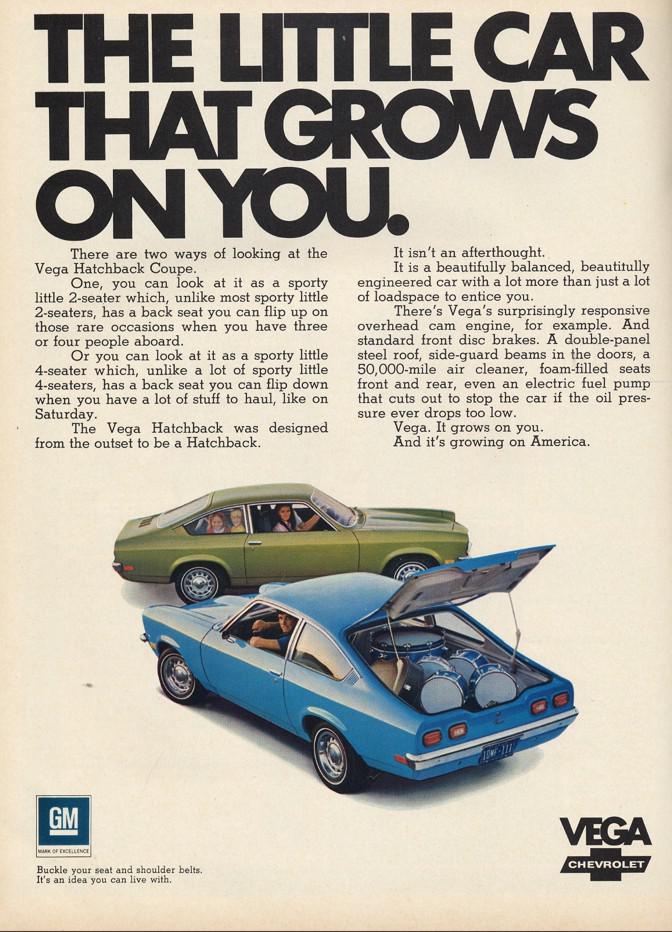 THE LITTLE CAR
THAT GROWS
ON YOU.
There are two ways of looking at the
Vega Hatchback Coupe.
One, you can look at it as a sporty
little 2-seater which, unlike most sporty little
2-seaters, has a back seat you can flip up on
those rare occasions when you have three
or four people aboard.
Or you can look at it as a sporty little
4-seater which, unlike a lot of sporty little
4-seaters, has a back seat you can flip down
when you have a lot of stuff to haul, like on
Saturday.
The Vega Hatchback was designed
from the outset to be a Hatchback.
It isn't an afterthought.
It is a beautifully balanced, beautifully
engineered car with a lot more than just a lot
of loadspace to entice you.
There's Vega's surprisingly responsive
overhead cam engine, for example. And
standard front disc brakes. A double-panel
steel roof, side-guard beams in the doors, a
50,000-mile air cleaner, foam-filled seats
front and rear, even an electric fuel pump
that cuts out to stop the car if the oil pres-
sure ever drops too low.
Vega. It grows on you.
And it's growing on America.
GM
MARK OF EXCELLENCE
Buckle your seat and shoulder belts.
It's an idea you can live with.
VEGA
CHEVROLET